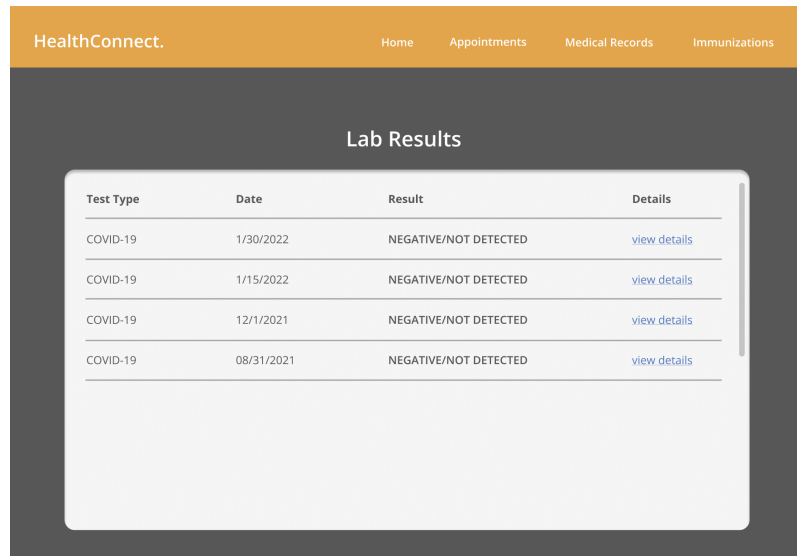 HealthConnect. Home Appointments Medical Records Immunizations
Lab Results
Test Type Date Result Details
COVID-19 1/30/2022 NEGATIVE/NOT DETECTED view details
COVID-19 1/15/2022 NEGATIVE/NOT DETECTED view details
COVID-19 12/1/2021 NEGATIVE/NOT DETECTED view details
COVID-19 08/31/2021 NEGATIVE/NOT DETECTED view details